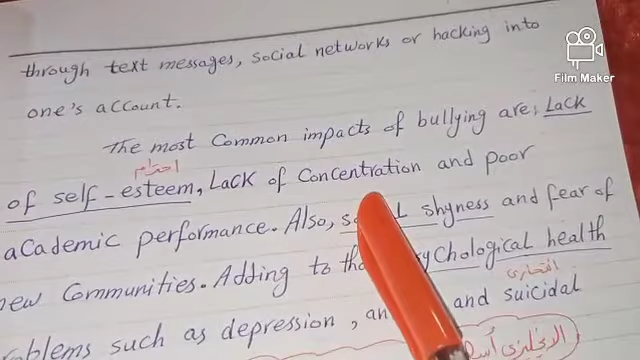 through text messages, social networks or hacking into
one's account.
The most common impacts of bullying are; Lack
احترام
of self-esteem, Lack of Concentration and poor
academic performance. Also, shyness and fear of
new Communities. Adding to health
انتحاري
such as depression, and suicidal
Film Maker